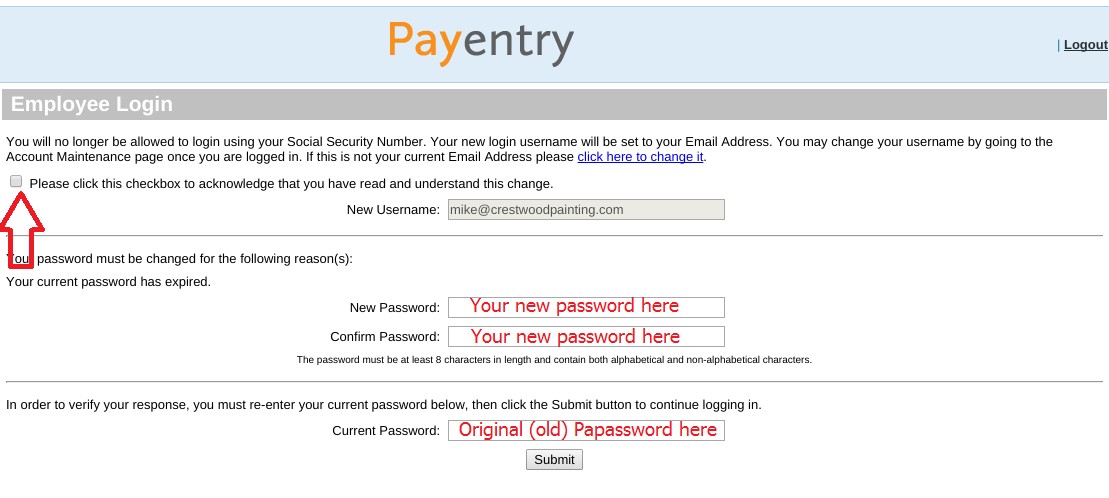 Payentry
| Logout
Employee Login
You will no longer be allowed to login using your Social Security Number. Your new login username will be set to your Email Address. You may change your username by going to the
Account Maintenance page once you are logged in. If this is not your current Email Address please click here to change it.
Please click this checkbox to acknowledge that you have read and understand this change.
New Username: mike@crestwoodpainting.com
Your password must be changed for the following reason(s):
Your current password has expired.
New Password: Your new password here
Confirm Password: Your new password here
The password must be at least 8 characters in length and contain both alphabetical and non-alphabetical characters.
In order to verify your response, you must re-enter your current password below, then click the Submit button to continue logging in.
Current Password: Original (old) Papassword here
Submit